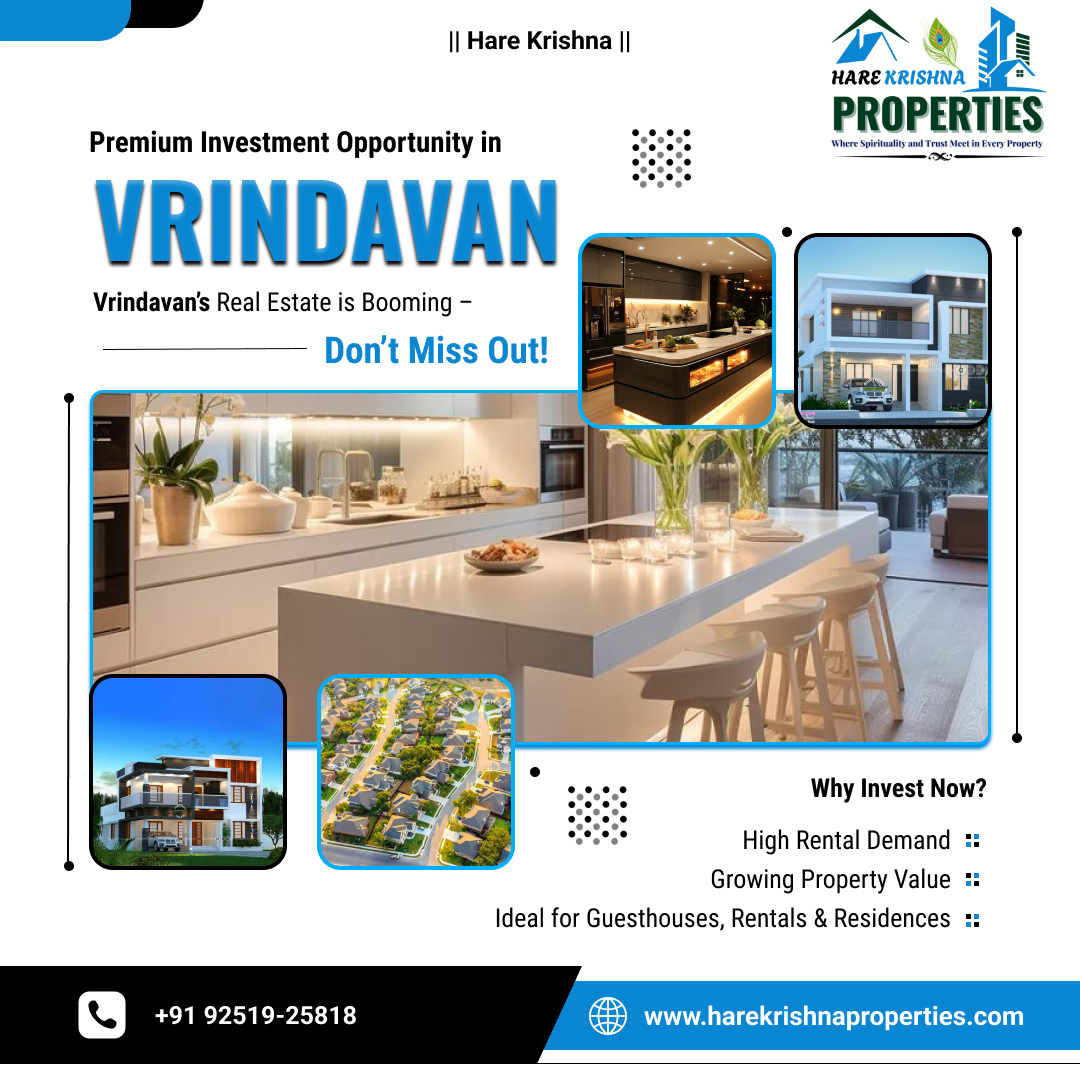 || Hare Krishna ||
HARE KRISHNA
PROPERTIES
Where Spirituality and Trust Meet in Every Property
Premium Investment Opportunity in
VRINDAVAN
Vrindavan’s Real Estate is Booming –
Don’t Miss Out!
Why Invest Now?
High Rental Demand
Growing Property Value
Ideal for Guesthouses, Rentals & Residences
+91 92519-25818
www.harekrishnaproperties.com